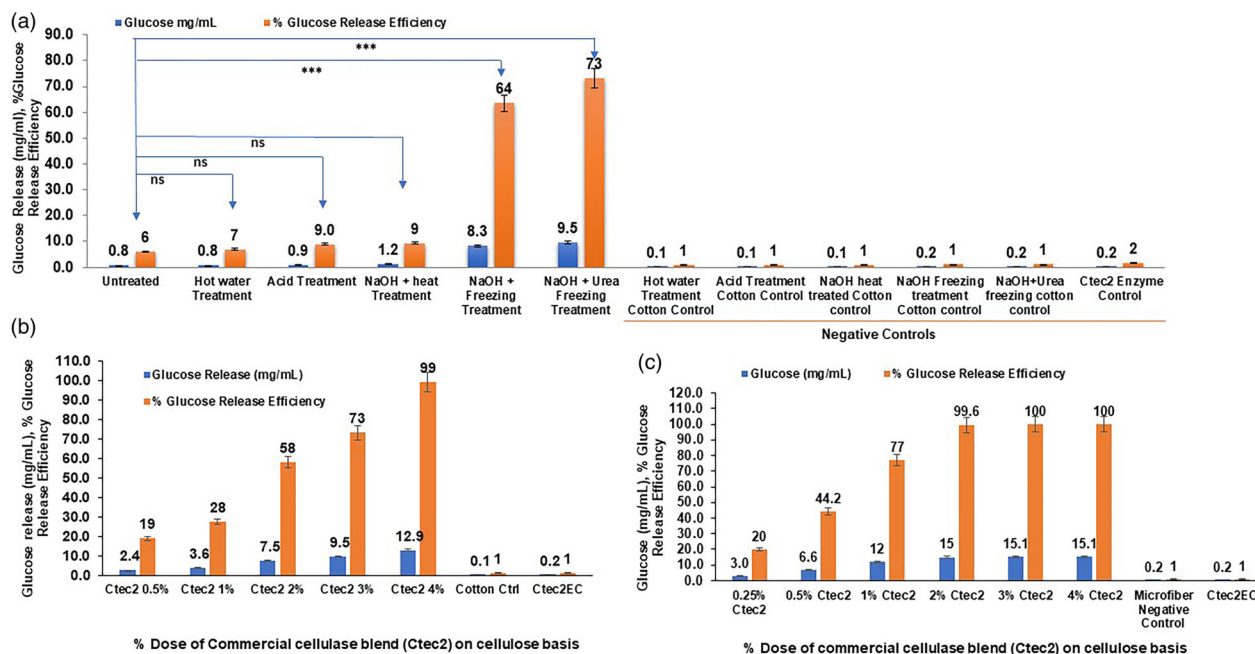 (a)
Glucose mg/mL
% Glucose Release Efficiency
Glucose Release (mg/ml), %Glucose
Release Efficiency
90.0
80.0
70.0
60.0
50.0
40.0
30.0
20.0
10.0
0.0
***
***
ns
ns
ns
0.8
6
0.8
7
0.9
9.0
1.2
9
8.3
64
9.5
73
0.1
1
0.1
1
0.1
1
0.2
1
0.2
1
0.2
2
Untreated
Hot water
Treatment
Acid Treatment
NaOH + heat
Treatment
NaOH +
Freezing
Treatment
NaOH + Urea
Freezing
Treatment
Hot water
Treatment
Cotton Control
Acid Treatment
Cotton Control
NaOH heat
treated Cotton
control
NaOH Freezing
treatment
Cotton control
NaOH+Urea
freezing cotton
control
Ctec2 Enzyme
Control
Negative Controls
(b)
Glucose Release (mg/mL)
% Glucose Release Efficiency
Glucose release (mg/mL), % Glucose
Release Efficiency
110.0
100.0
90.0
80.0
70.0
60.0
50.0
40.0
30.0
20.0
10.0
0.0
2.4
19
3.6
28
7.5
58
9.5
73
12.9
99
0.1
1
0.2
1
Ctec2 0.5%
Ctec2 1%
Ctec2 2%
Ctec2 3%
Ctec2 4%
Cotton Ctrl
Ctec2EC
% Dose of Commercial cellulase blend (Ctec2) on cellulose basis
(c)
Glucose (mg/mL)
% Glucose Release Efficiency
Glucose (mg/mL), % Glucose
Release Efficiency
120.0
110.0
100.0
90.0
80.0
70.0
60.0
50.0
40.0
30.0
20.0
10.0
0.0
3.0
20
6.6
44.2
12
77
15
99.6
15.1
100
15.1
100
0.2
1
0.2
1
0.25%
Ctec2
0.5% Ctec2
1% Ctec2
2% Ctec2
3% Ctec2
4% Ctec2
Microfiber
Negative
Control
Ctec2EC
% Dose of commercial cellulase blend (Ctec2) on cellulose basis